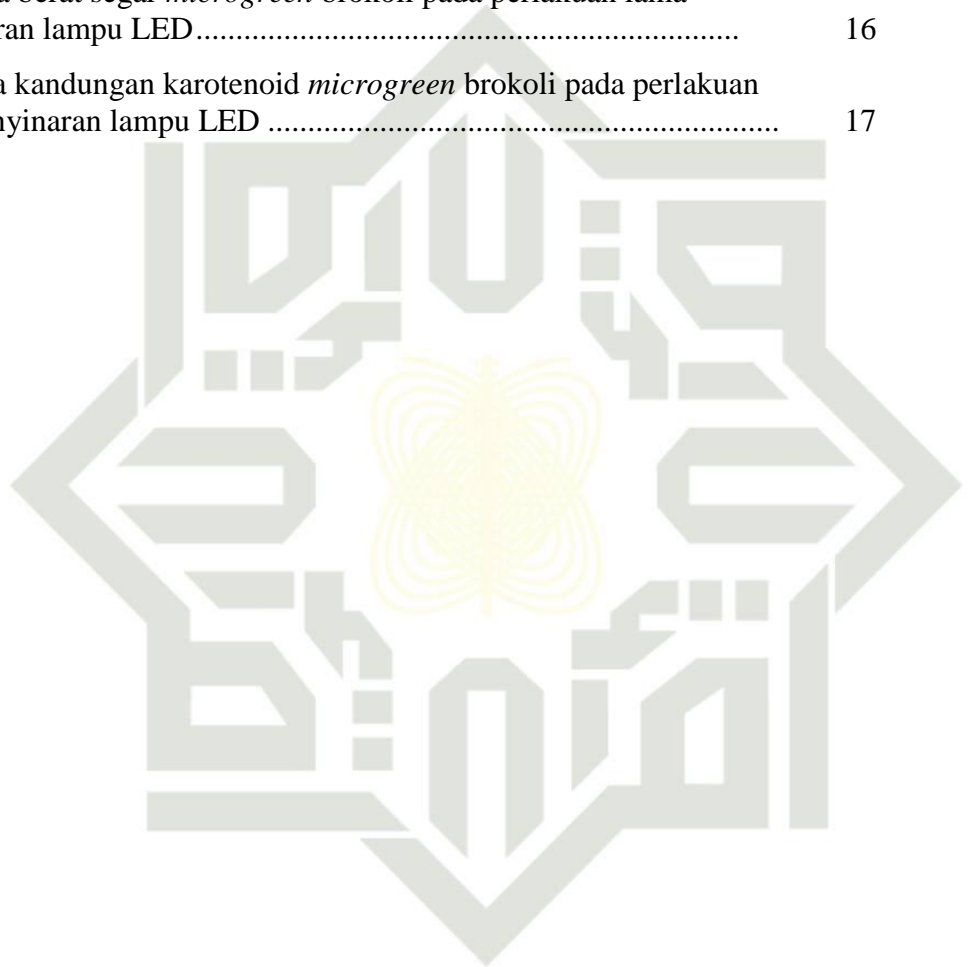 a berat segar microgreen brokoli pada perlakuan lama
ran lampu LED.................................................................... 16
a kandungan karotenoid microgreen brokoli pada perlakuan
nyinaran lampu LED ................................................................ 17